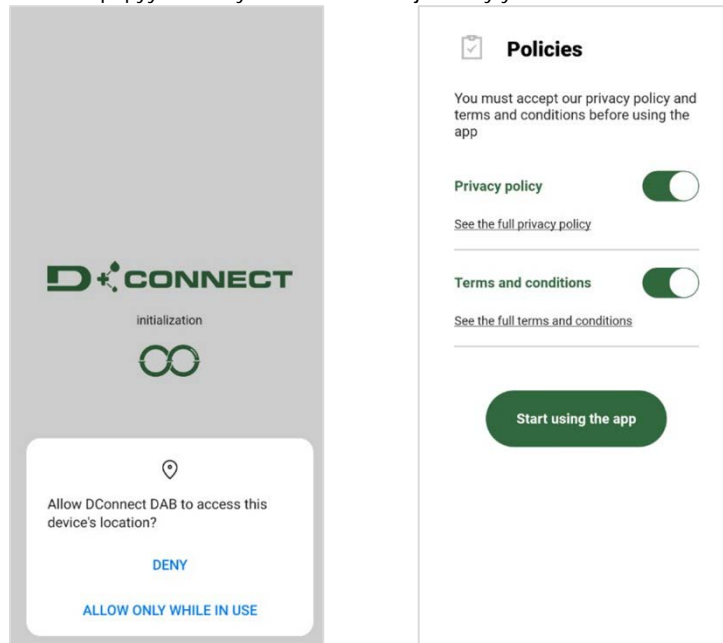 D CONNECT
initialization
Allow DConnect DAB to access this
device's location?
DENY
ALLOW ONLY WHILE IN USE
Policies
You must accept our privacy policy and
terms and conditions before using the
app
Privacy policy
See the full privacy policy
Terms and conditions
See the full terms and conditions
Start using the app